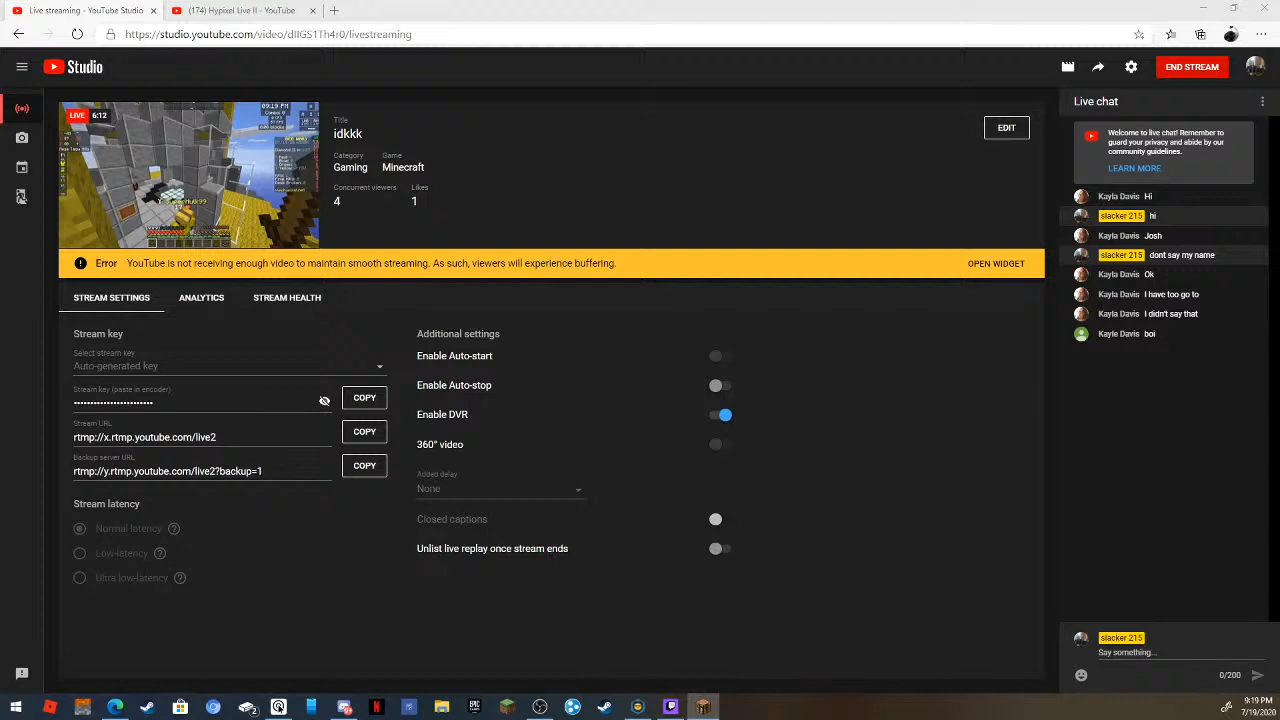 Live streaming - YouTube Studio
(174) Hypixel Live !! - YouTube
https://studio.youtube.com/video/dIIGS1Th4r0/livestreaming
Studio
END STREAM
LIVE 6:12
09:19 PM
Title
idkkk
Category
Gaming
Game
Minecraft
Concurrent viewers
4
Likes
1
EDIT
Error YouTube is not receiving enough video to maintain smooth streaming. As such, viewers will experience buffering.
OPEN WIDGET
STREAM SETTINGS
ANALYTICS
STREAM HEALTH
Stream key
Select stream key
Auto-generated key
Stream key (paste in encoder)
COPY
Stream URL
rtmp://x.rtmp.youtube.com/live2
COPY
Backup server URL
rtmp://y.rtmp.youtube.com/live2?backup=1
COPY
Stream latency
Normal latency
Low-latency
Ultra low-latency
Additional settings
Enable Auto-start
Enable Auto-stop
Enable DVR
360° video
Added delay
None
Closed captions
Unlist live replay once stream ends
Live chat
Welcome to live chat! Remember to
guard your privacy and abide by our
community guidelines.
LEARN MORE
Kayla Davis Hi
slacker 215 hi
Kayla Davis Josh
slacker 215 dont say my name
Kayla Davis Ok
Kayla Davis I have too go to
Kayla Davis I didn't say that
Kayle Davis boi
slacker 215
Say something...
0/200
9:19 PM
7/19/2020